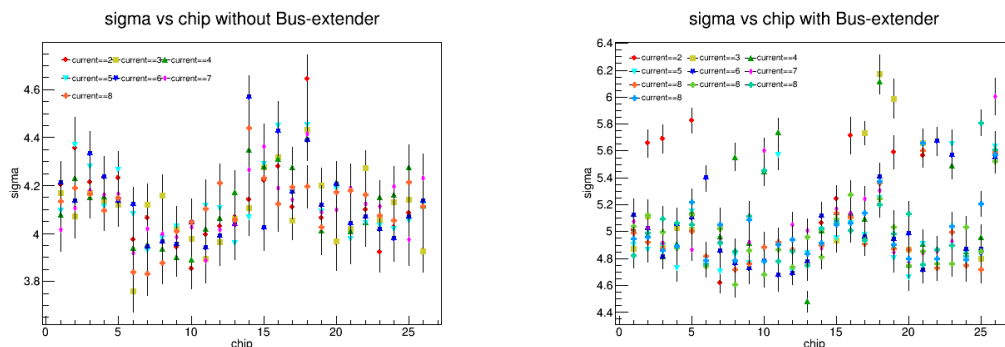 sigma vs chip without Bus-extender
sigma
4.6
4.4
4.2
4
3.8
current==2 current==3 current==4
current==5 current==6 current==7
current==8
0 5 10 15 20 25
chip
sigma vs chip with Bus-extender
sigma
6.4
6.2
6
5.8
5.6
5.4
5.2
5
4.8
4.6
4.4
current==2 current==3 current==4
current==5 current==6 current==7
current==8 current==8 current==8
current==8
0 5 10 15 20 25
chip